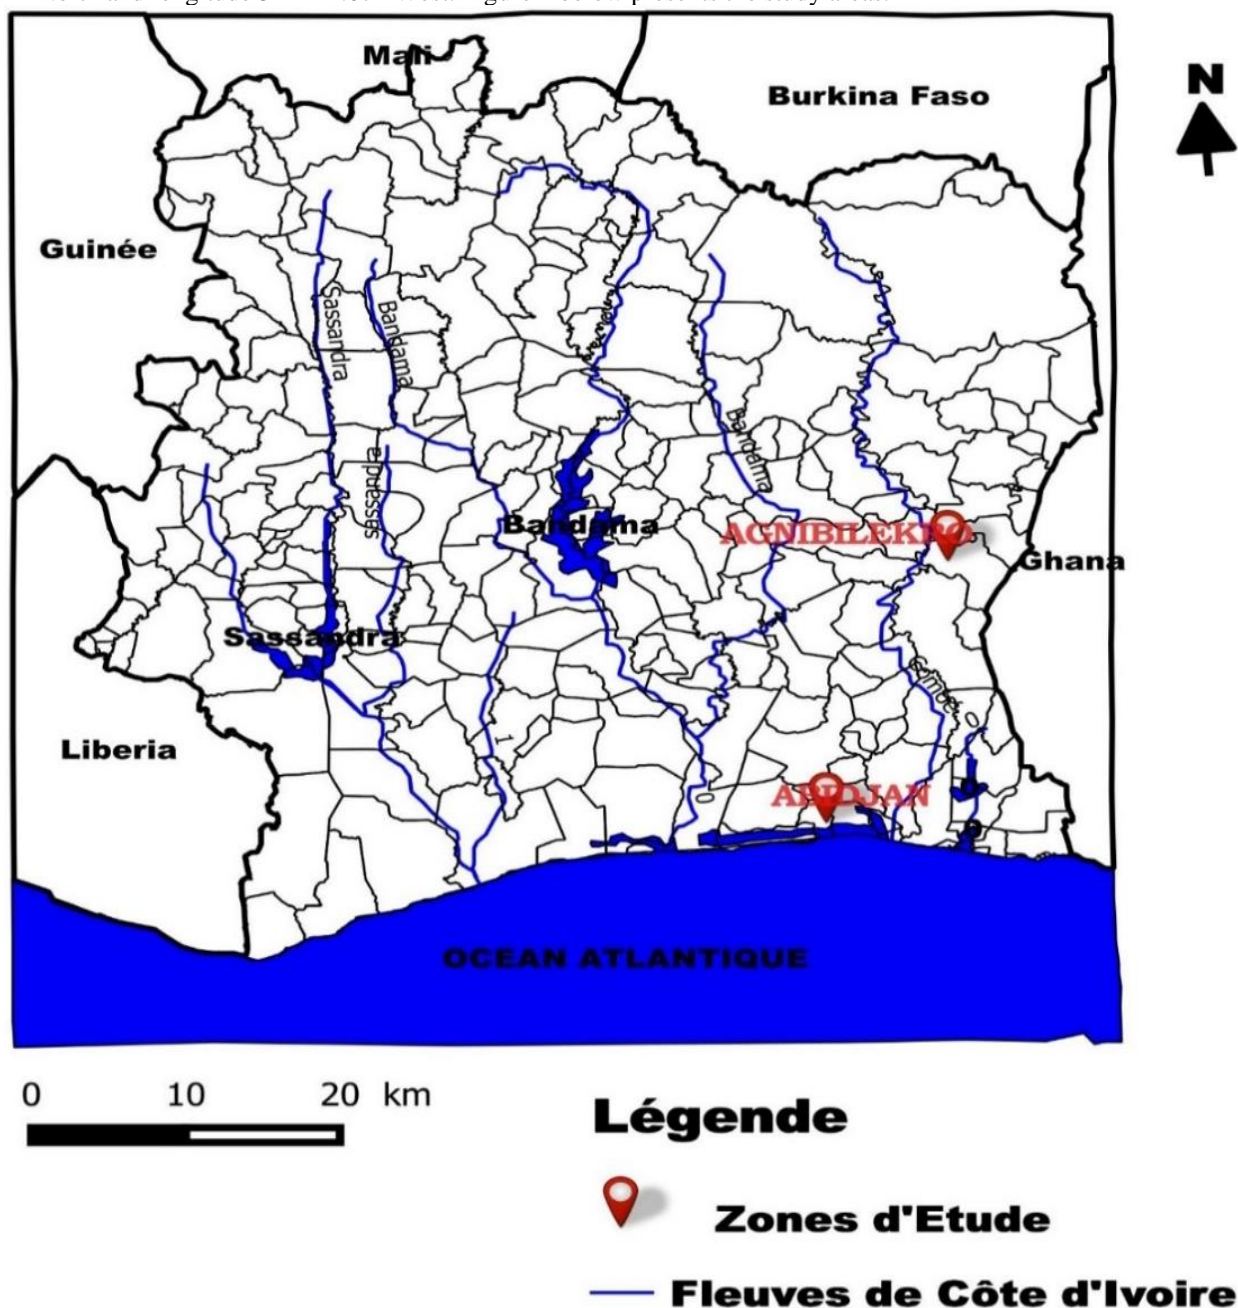 Mali
Burkina Faso
N
Guinée
Sassandra
Bandama
Bandama
sassandra
Bandama
AGNIBILEKRO
Ghana
Sassandra
Liberia
ABIDJAN
OCEAN ATLANTIQUE
0 10 20 km
Légende
Zones d'Etude
Fleuves de Côte d'Ivoire